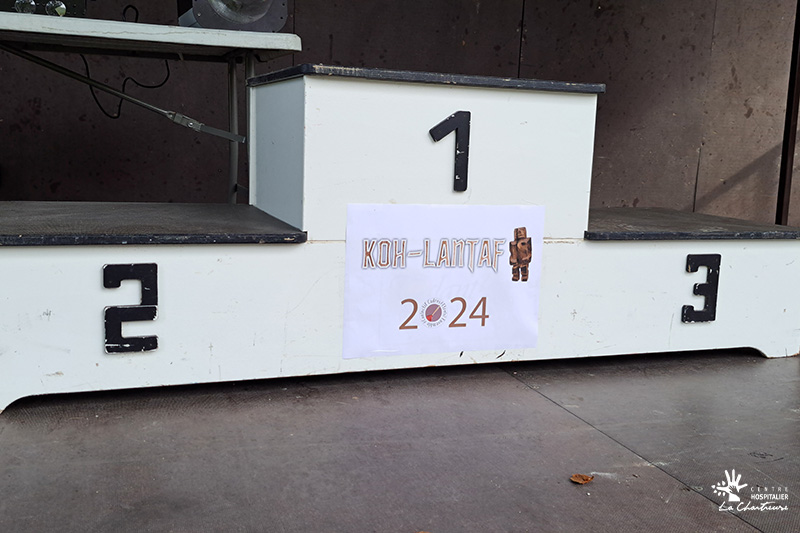 1
2
3
KOH-LANTAF
2024
CENTRE
HOSPITALIER
La Chartreuse